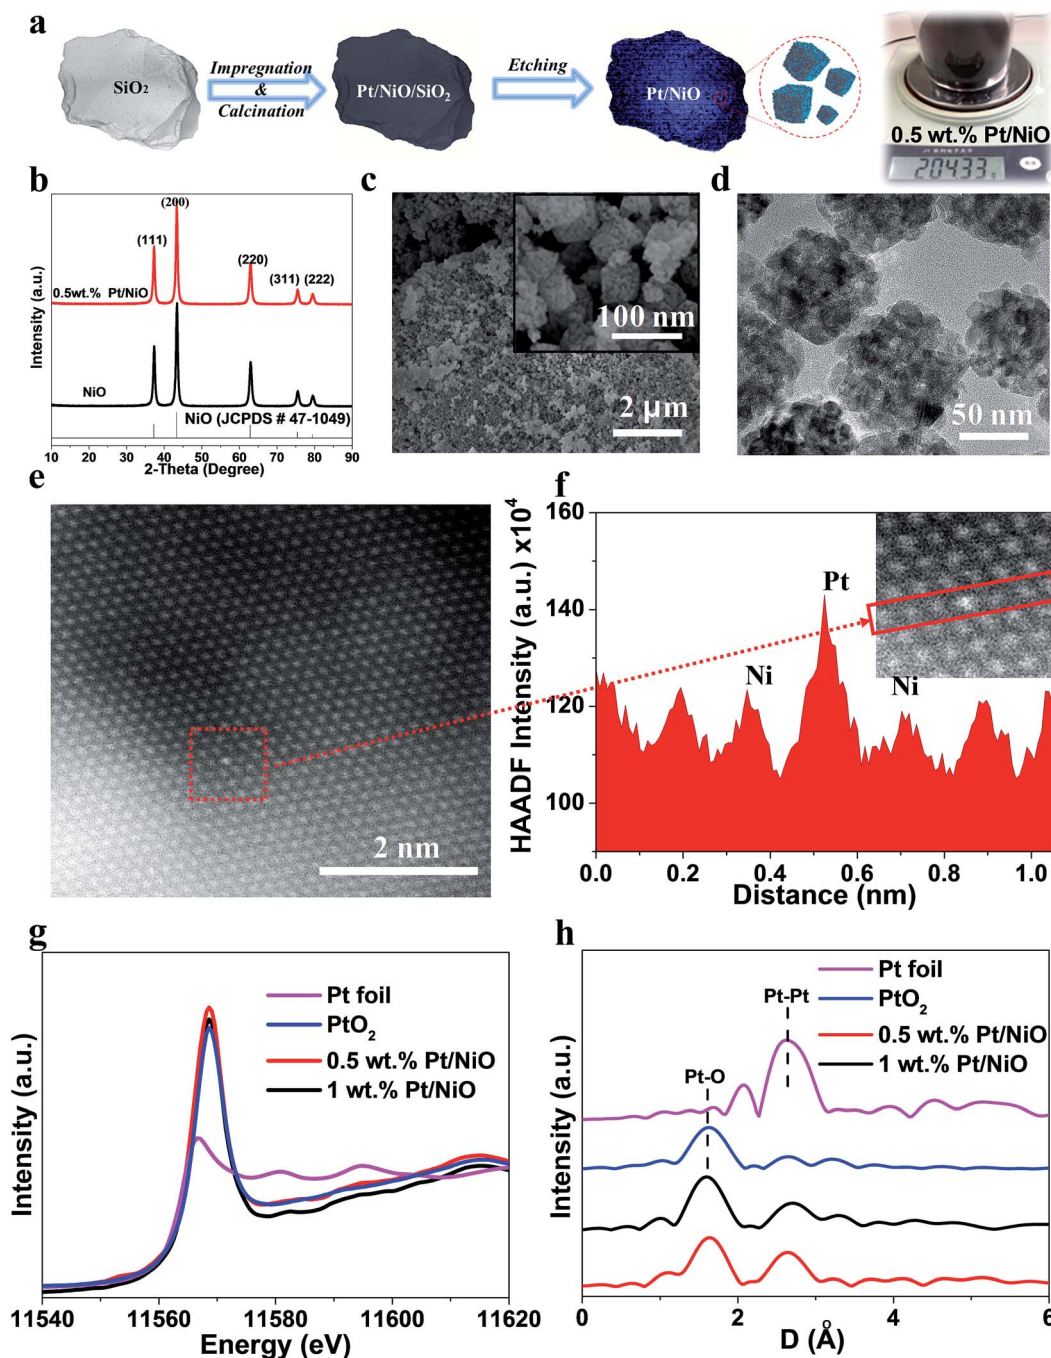 a
SiO₂
Impregnation
&
Calcination
Pt/NiO/SiO₂
Etching
Pt/NiO
0.5 wt.% Pt/NiO
20433 g
b
Intensity (a.u.)
(111)
(200)
(220)
(311)
(222)
0.5wt.% Pt/NiO
NiO
NiO (JCPDS # 47-1049)
10 20 30 40 50 60 70 80 90
2-Theta (Degree)
c
100 nm
2 μm
d
50 nm
e
2 nm
f
HAADF Intensity (a.u.) x10⁴
160
140
120
100
Pt
Ni
Ni
0.0 0.2 0.4 0.6 0.8 1.0
Distance (nm)
g
Intensity (a.u.)
Pt foil
PtO₂
0.5 wt.% Pt/NiO
1 wt.% Pt/NiO
11540 11560 11580 11600 11620
Energy (eV)
h
Intensity (a.u.)
Pt-Pt
Pt-O
Pt foil
PtO₂
0.5 wt.% Pt/NiO
1 wt.% Pt/NiO
0 2 4 6
D (Å)